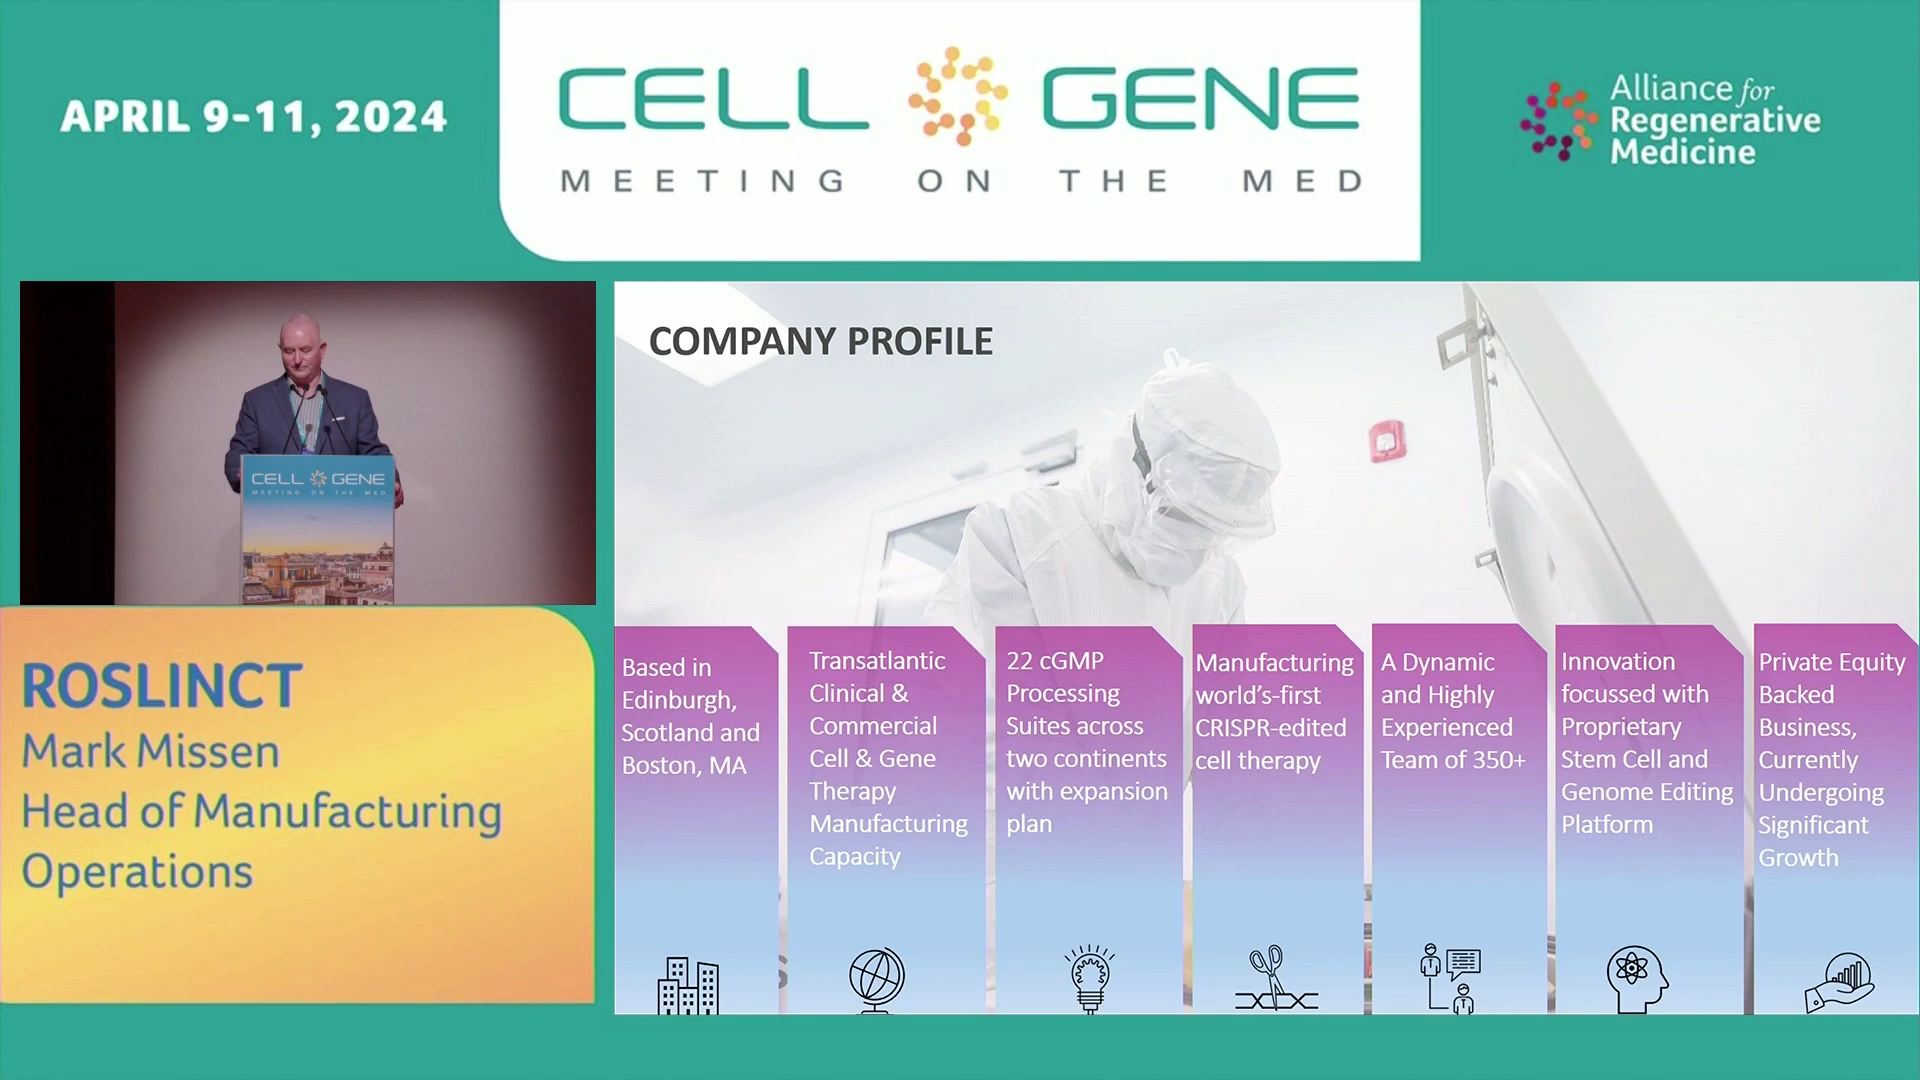 APRIL 9-11, 2024
CELL GENE
MEETING ON THE MED
Alliance for
Regenerative
Medicine
CELL GENE
MEETING ON THE MED
ROSLINCT
Mark Missen
Head of Manufacturing
Operations
COMPANY PROFILE
Based in
Edinburgh,
Scotland and
Boston, MA
Transatlantic
Clinical &
Commercial
Cell & Gene
Therapy
Manufacturing
Capacity
22 cGMP
Processing
Suites across
two continents
with expansion
plan
Manufacturing
world's-first
CRISPR-edited
cell therapy
A Dynamic
and Highly
Experienced
Team of 350+
Innovation
focussed with
Proprietary
Stem Cell and
Genome Editing
Platform
Private Equity
Backed
Business,
Currently
Undergoing
Significant
Growth